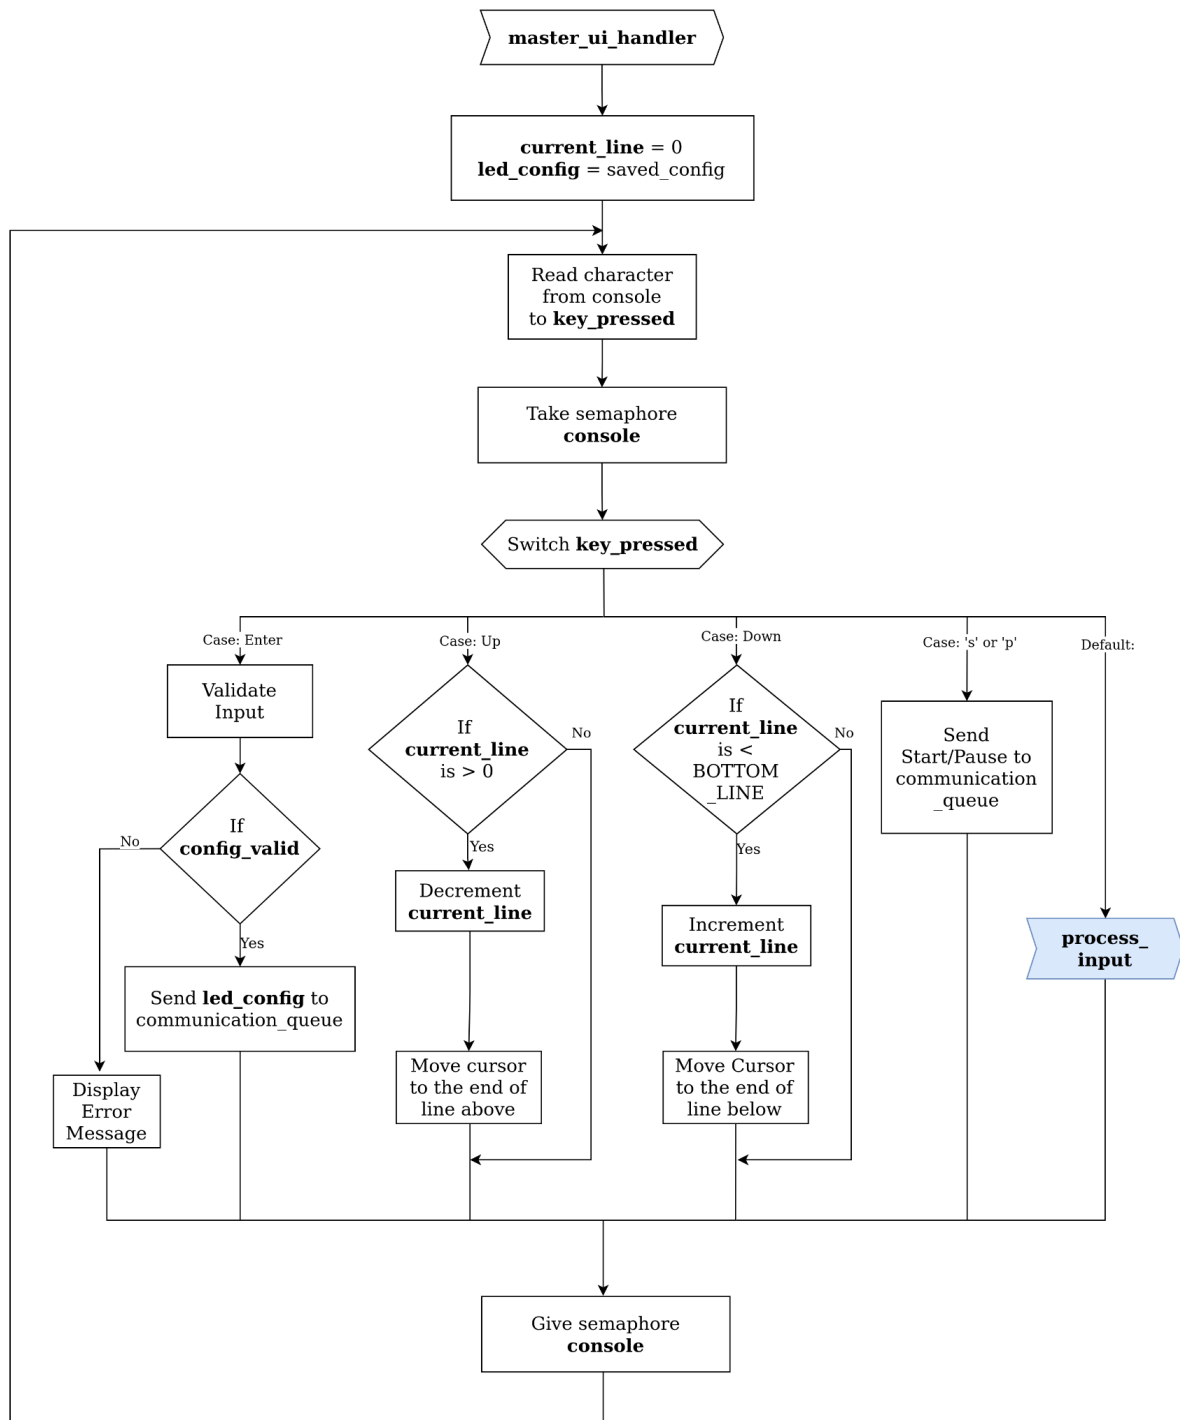 master_ui_handler
current_line = 0
led_config = saved_config
Read character
from console
to key_pressed
Take semaphore
console
Switch key_pressed
Case: Enter
Case: Up
Case: Down
Case: 's' or 'p'
Default:
Validate
Input
If
config_valid
No
Yes
Send led_config to
communication_queue
Display
Error
Message
If
current_line
is > 0
No
Yes
Decrement
current_line
Move cursor
to the end of
line above
If
current_line
is <
BOTTOM
_LINE
No
Yes
Increment
current_line
Move Cursor
to the end of
line below
Send
Start/Pause to
communication
_queue
process_
input
Give semaphore
console